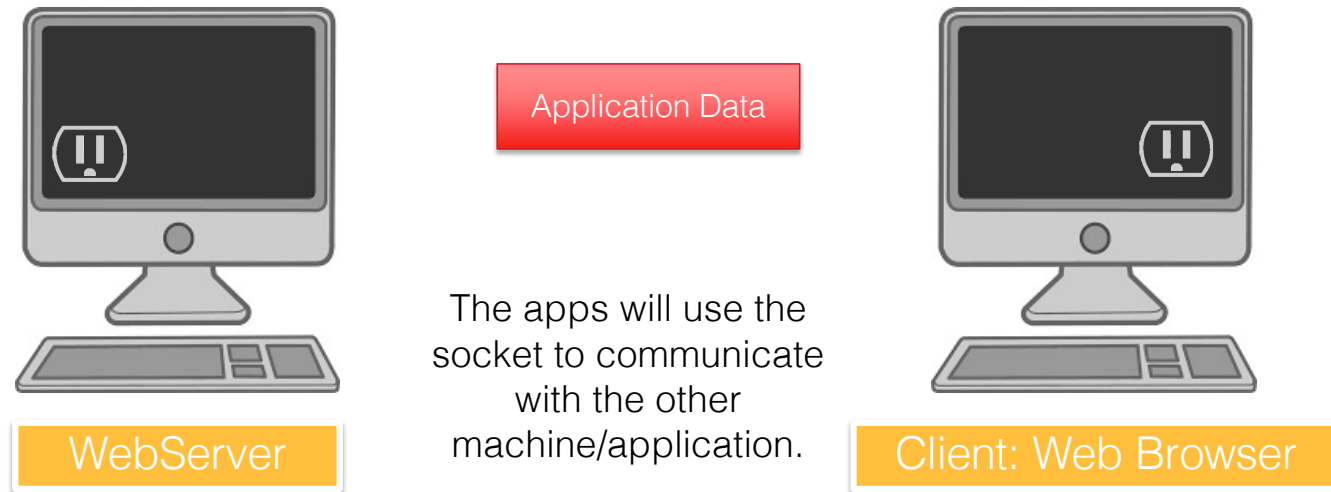 Application Data
The apps will use the
socket to communicate
with the other
machine/application.
WebServer
Client: Web Browser